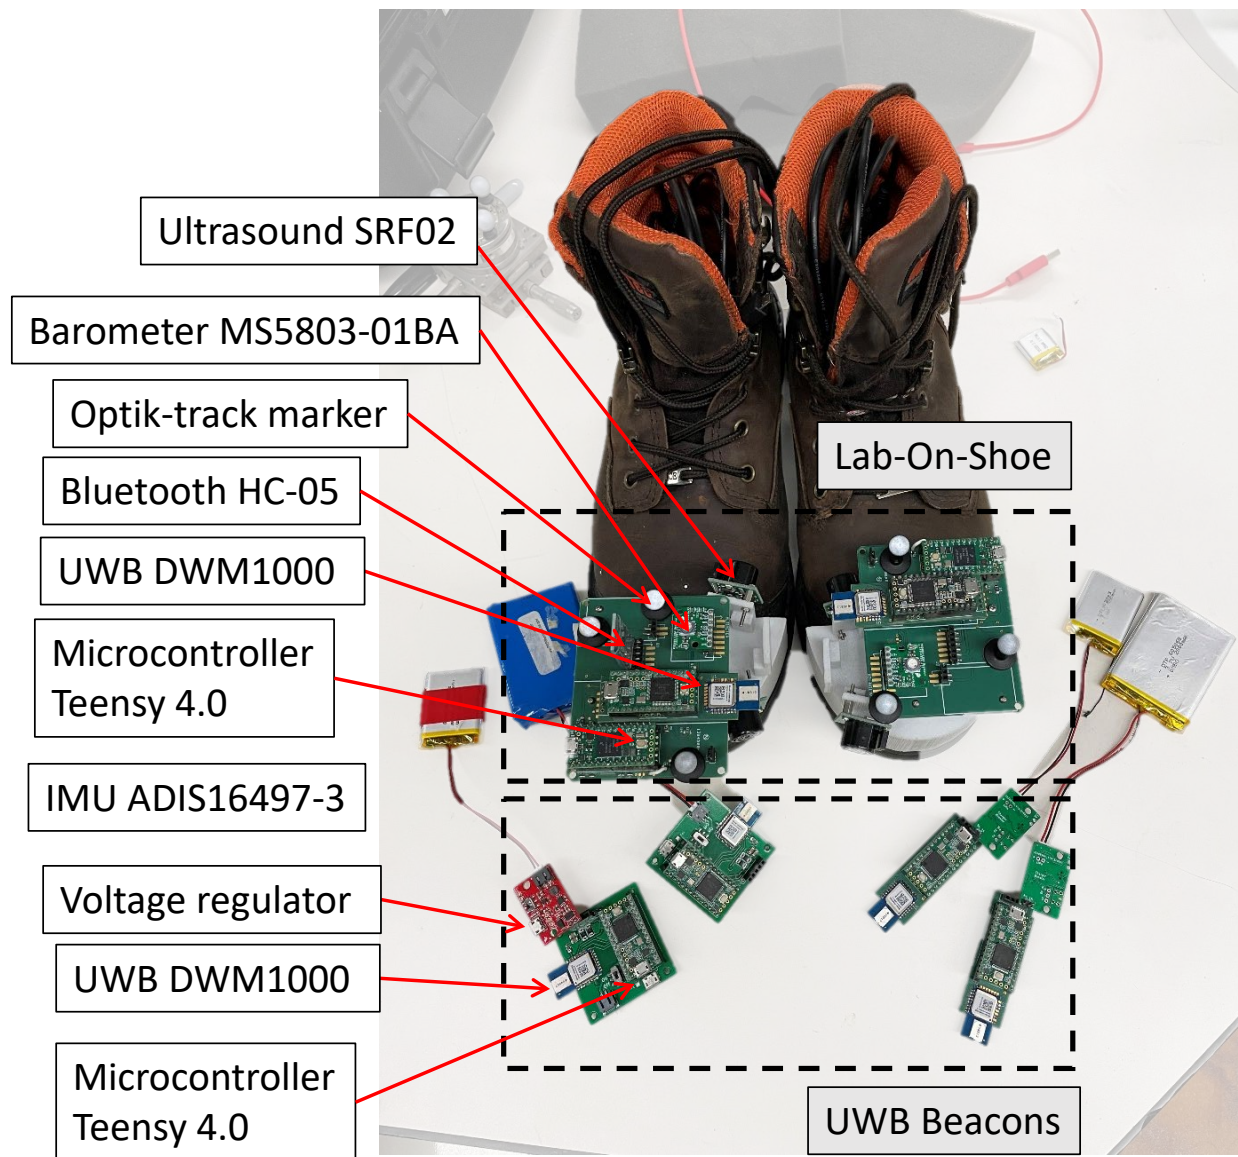 Ultrasound SRF02
Barometer MS5803-01BA
Optik-track marker
Bluetooth HC-05
UWB DWM1000
Microcontroller
Teensy 4.0
IMU ADIS16497-3
Voltage regulator
UWB DWM1000
Microcontroller
Teensy 4.0
Lab-On-Shoe
UWB Beacons